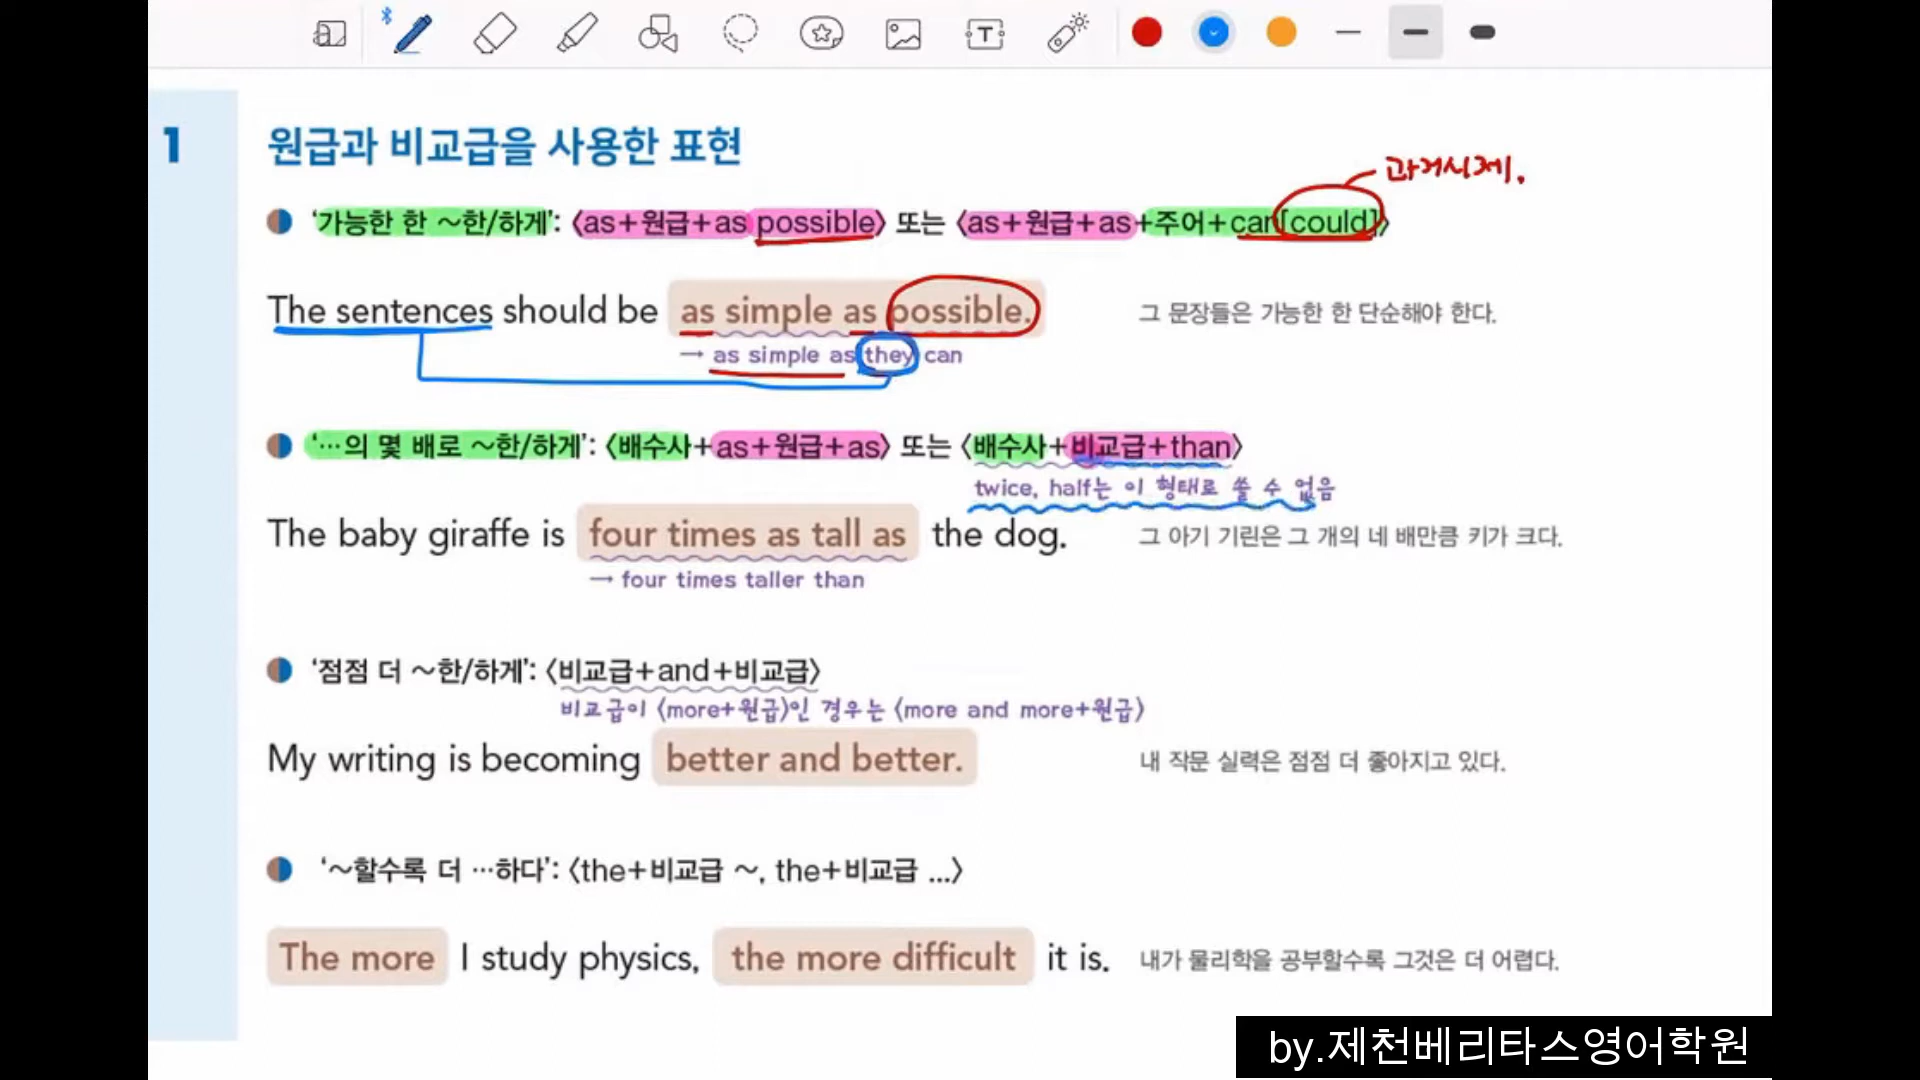 1
원급과 비교급을 사용한 표현
과거시제.
‘가능한 한 ~한/하게’: 〈as+원급+as possible〉 또는 〈as+원급+as+주어+can[could]〉
The sentences should be as simple as possible. 그 문장들은 가능한 한 단순해야 한다.
→ as simple as they can
‘…의 몇 배로 ~한/하게’: 〈배수사+as+원급+as〉 또는 〈배수사+비교급+than〉
twice, half는 이 형태로 쓸 수 없음
The baby giraffe is four times as tall as the dog. 그 아기 기린은 그 개의 네 배만큼 키가 크다.
→ four times taller than
‘점점 더 ~한/하게’: 〈비교급+and+비교급〉
비교급이 〈more+원급〉인 경우는 〈more and more+원급〉
My writing is becoming better and better. 내 작문 실력은 점점 더 좋아지고 있다.
‘~할수록 더 …하다’: 〈the+비교급 ~, the+비교급 ...〉
The more I study physics, the more difficult it is. 내가 물리학을 공부할수록 그것은 더 어렵다.
by.제천베리타스영어학원